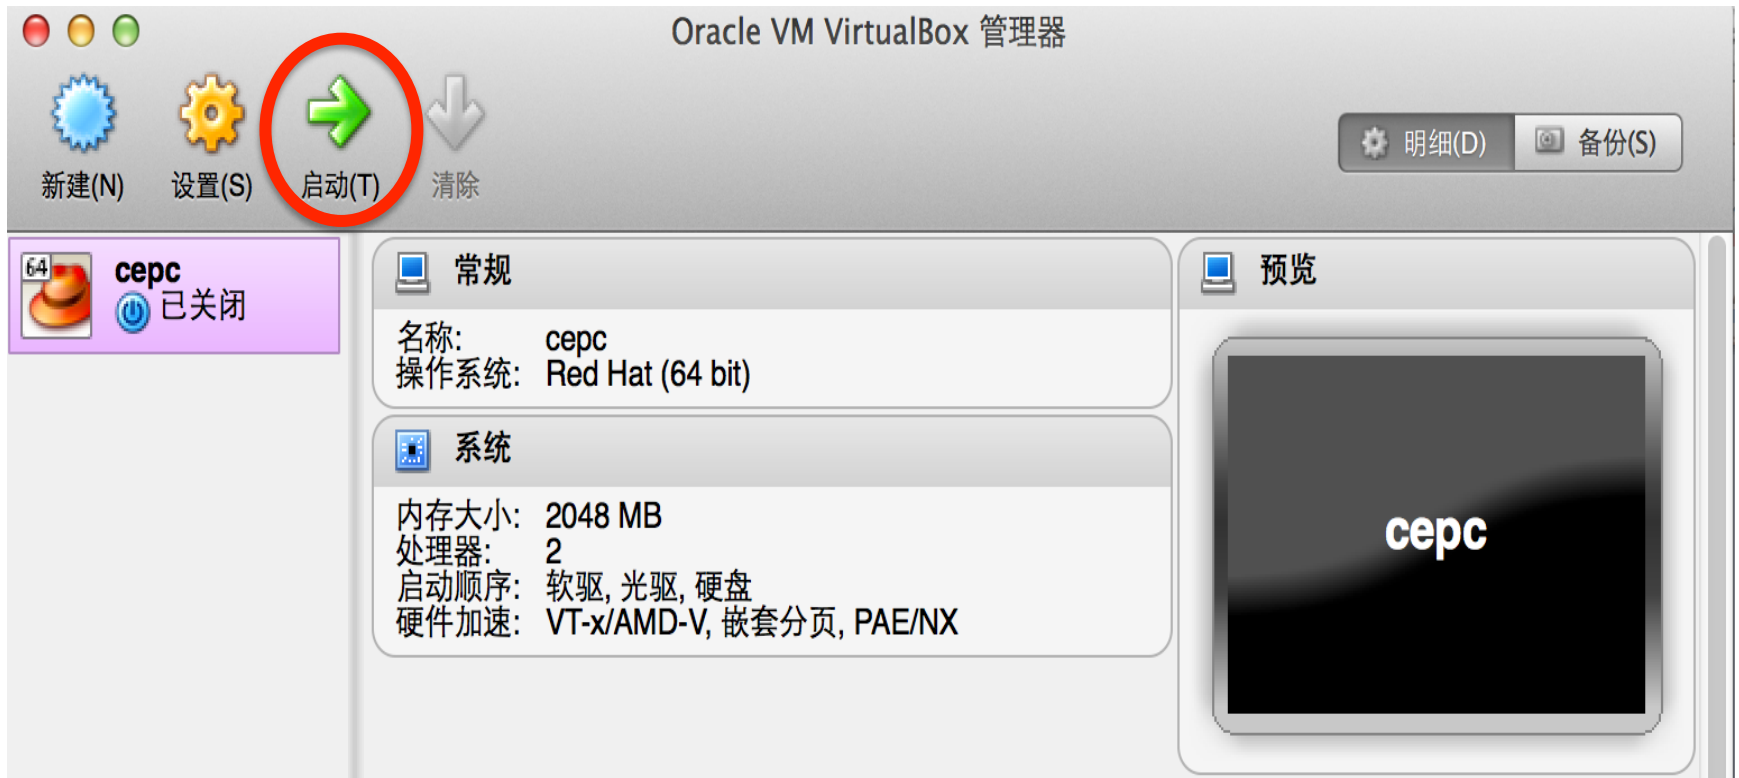 Oracle VM VirtualBox 管理器
新建(N) 设置(S) 启动(T) 清除
明细(D) 备份(S)
64
cepc
已关闭
常规
名称: cepc
操作系统: Red Hat (64 bit)
系统
内存大小: 2048 MB
处理器: 2
启动顺序: 软驱, 光驱, 硬盘
硬件加速: VT-x/AMD-V, 嵌套分页, PAE/NX
预览
cepc